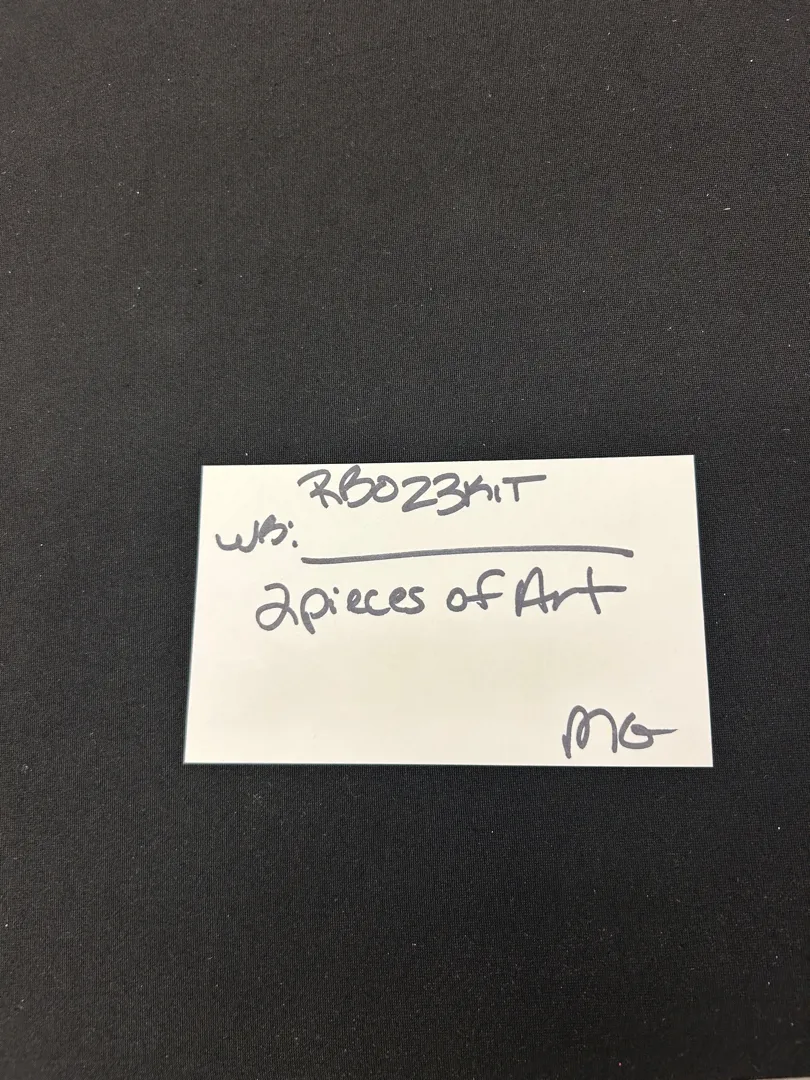 RB023KIT
WB:
2pieces of Art
MG